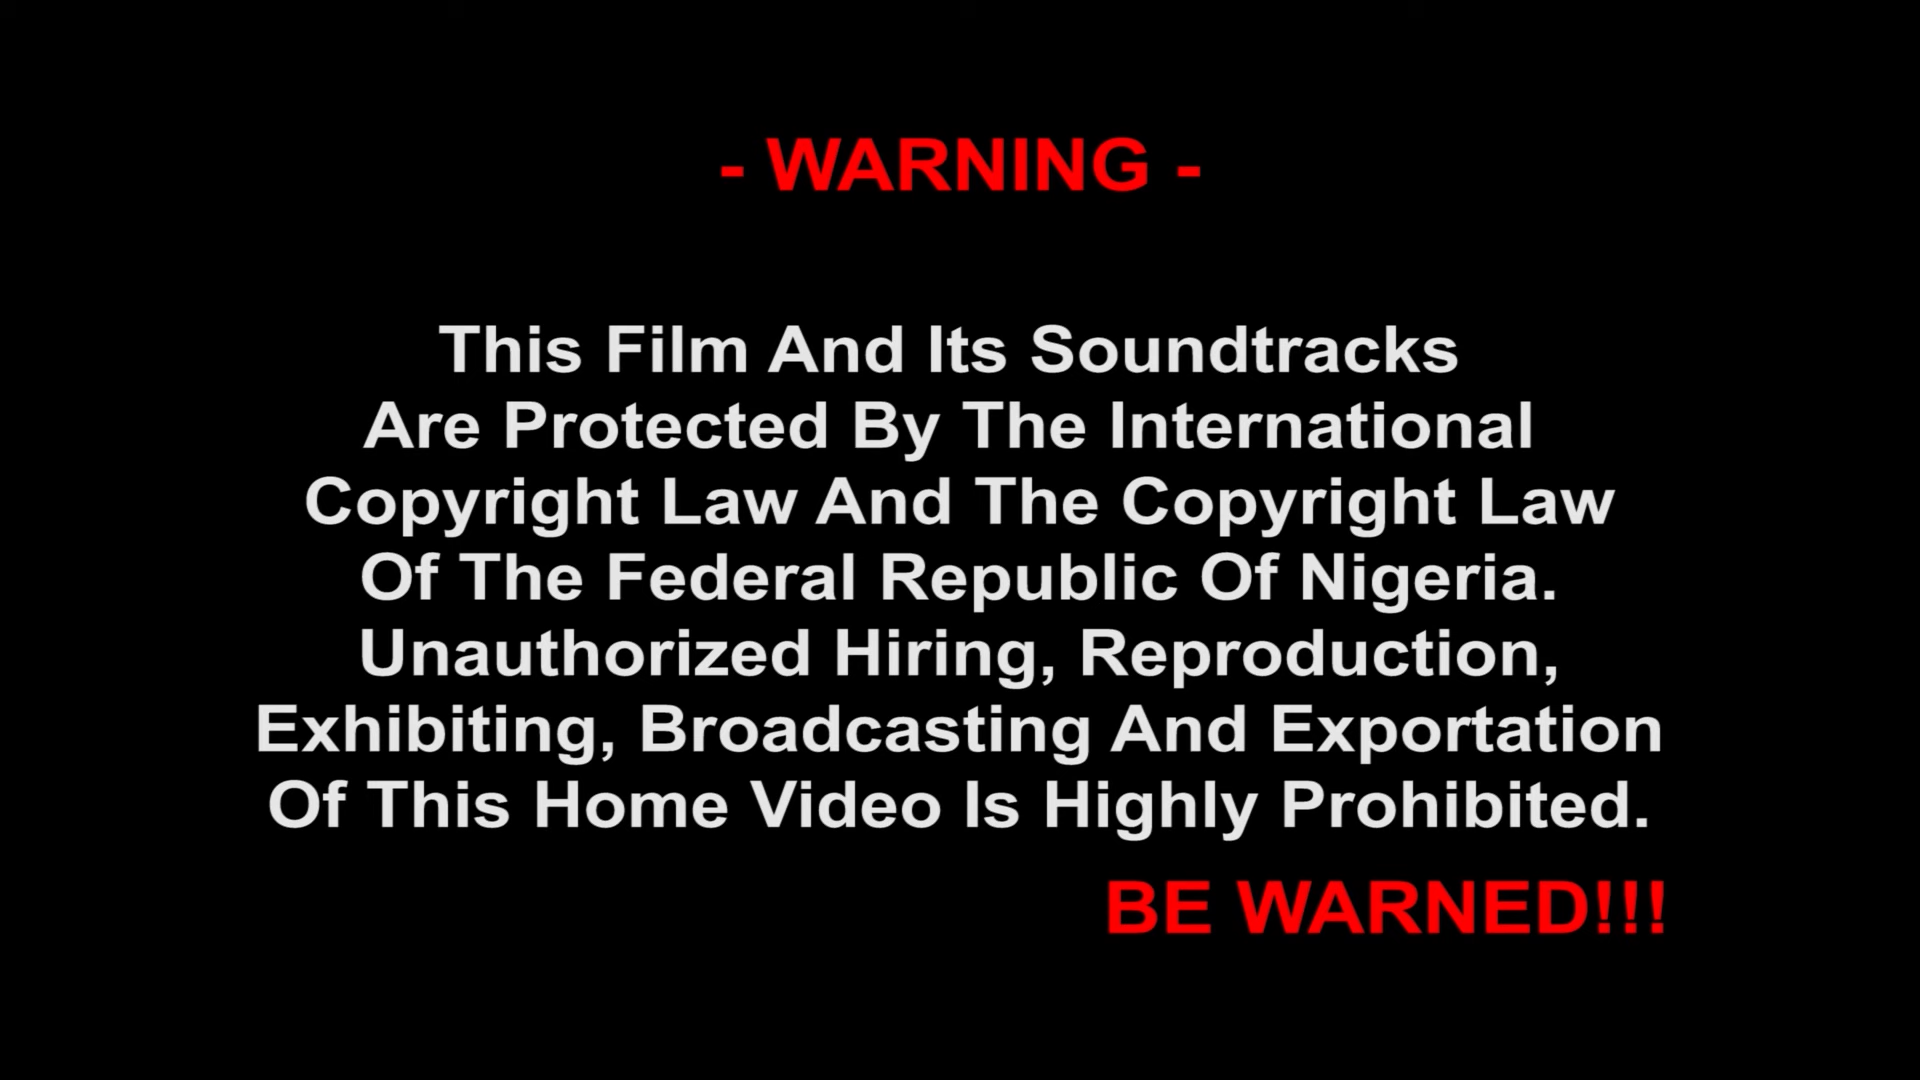 - WARNING -
This Film And Its Soundtracks
Are Protected By The International
Copyright Law And The Copyright Law
Of The Federal Republic Of Nigeria.
Unauthorized Hiring, Reproduction,
Exhibiting, Broadcasting And Exportation
Of This Home Video Is Highly Prohibited.
BE WARNED!!!